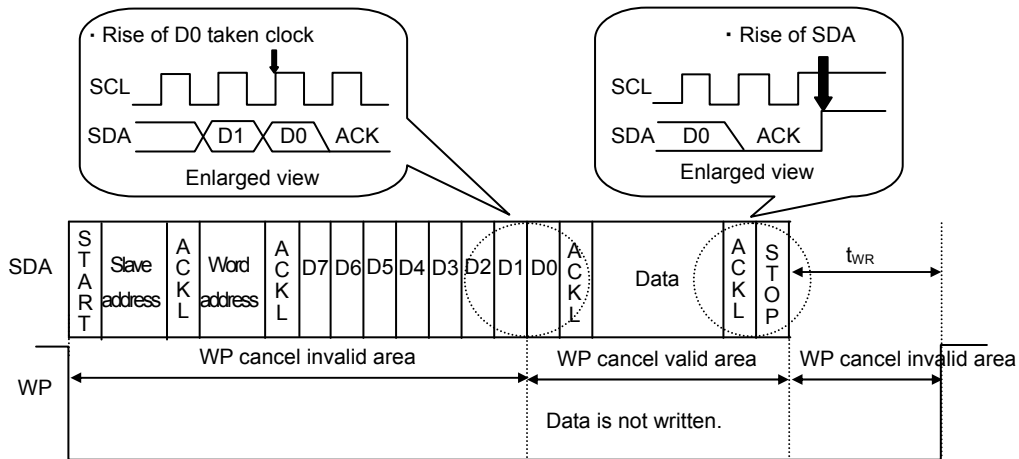 ・Rise of D0 taken clock
SCL
SDA D1 D0 ACK
Enlarged view
・Rise of SDA
SCL
SDA D0 ACK
Enlarged view
SDA START Slave address ACKL Word address ACKL D7 D6 D5 D4 D3 D2 D1 D0 ACKL Data ACKL STOP tWR
WP cancel invalid area WP cancel valid area WP cancel invalid area
WP
Data is not written.